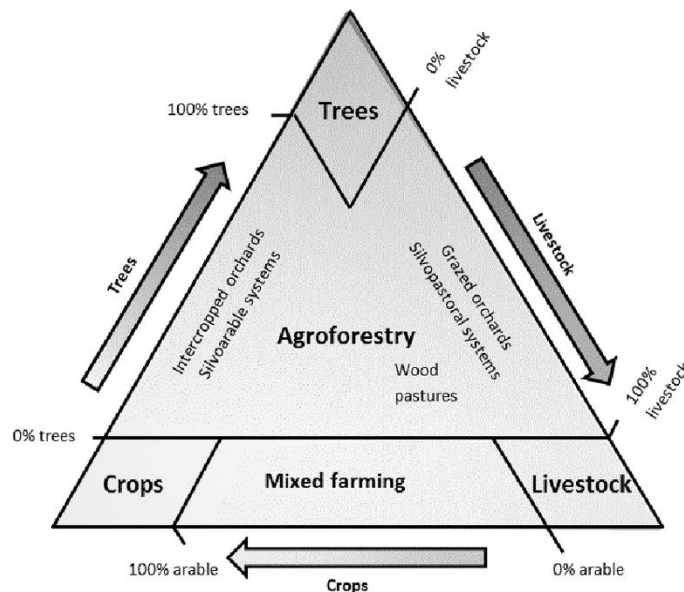 0%
livestock
Trees
100% trees
Trees
Livestock
Intercropped orchards
Silvoarable systems
Grazed orchards
Silvopastoral systems
Agroforestry
Wood
pastures
100%
livestock
0% trees
Crops
Mixed farming
Livestock
100% arable
0% arable
Crops